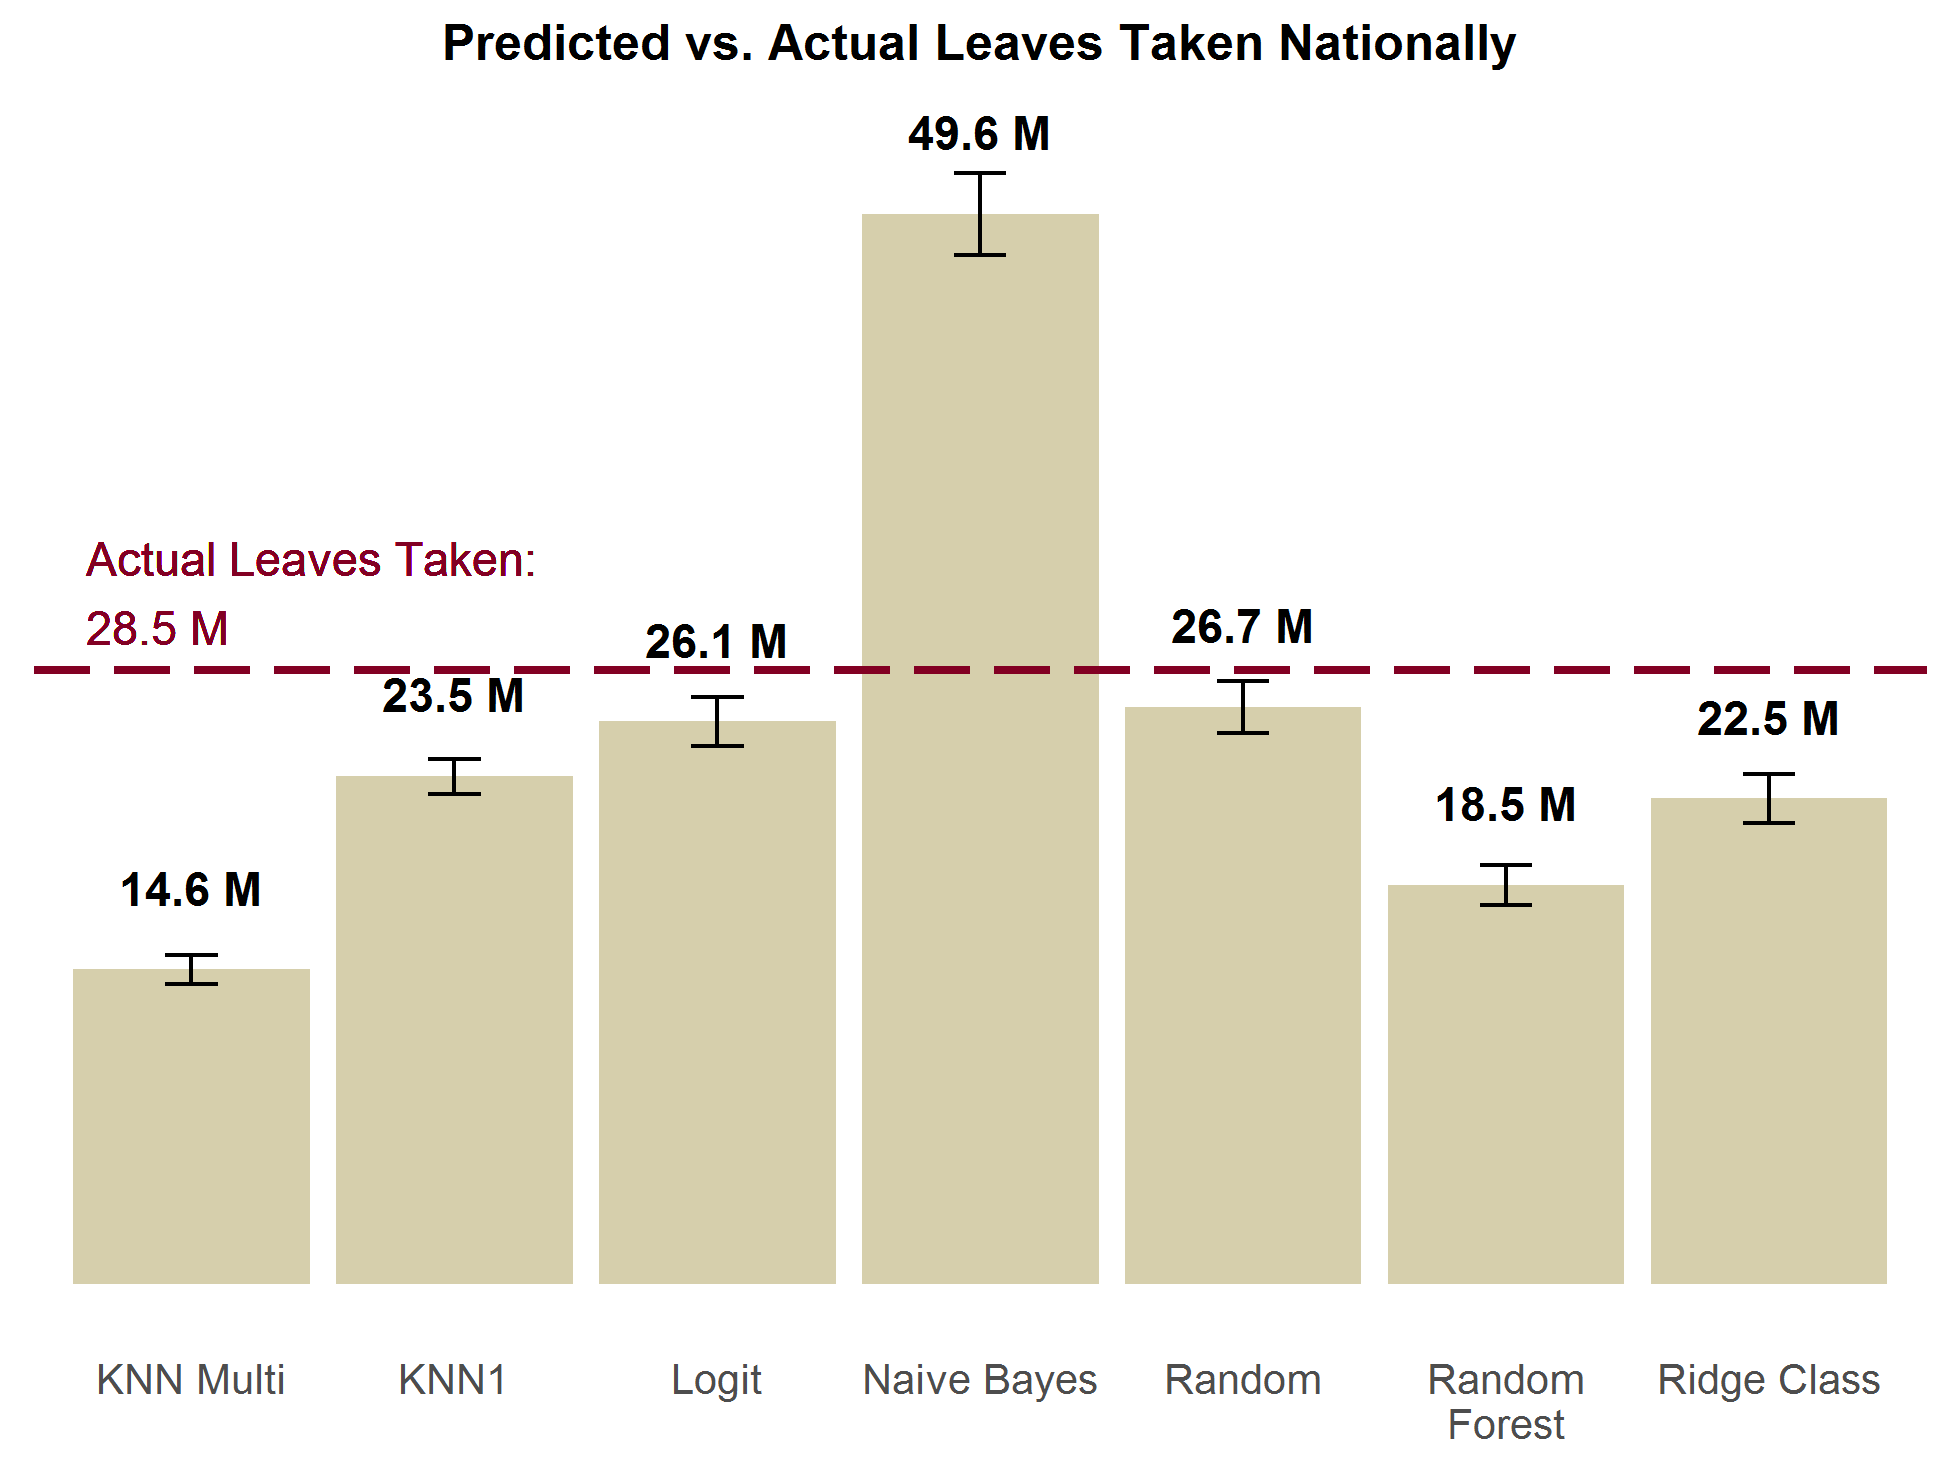 Predicted vs. Actual Leaves Taken Nationally
49.6 M
Actual Leaves Taken:
28.5 M
26.1 M
26.7 M
23.5 M
22.5 M
18.5 M
14.6 M
KNN Multi
KNN1
Logit
Naive Bayes
Random
Random
Forest
Ridge Class